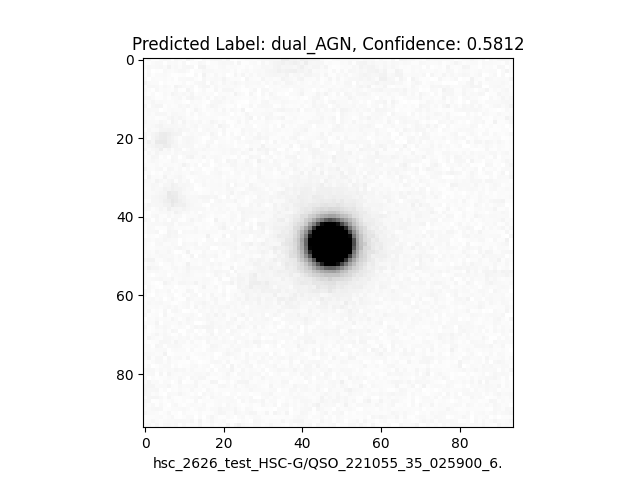 Predicted Label: dual_AGN, Confidence: 0.5812
0
20
40
60
80
0 20 40 60 80
hsc_2626_test_HSC-G/QSO_221055_35_025900_6.